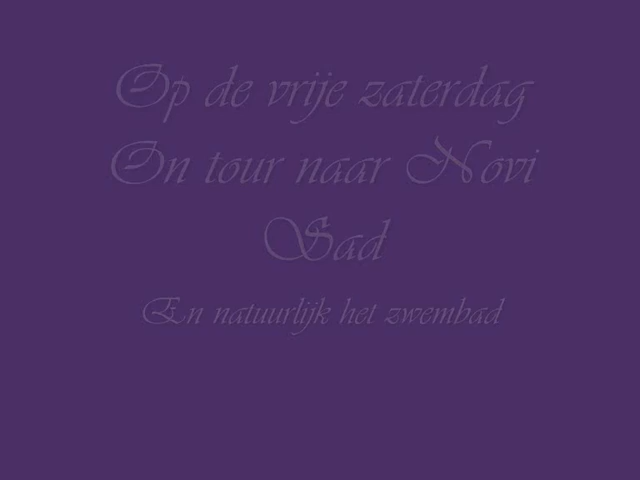 Op de vrije zaterdag
On tour naar Novi
Sad
En natuurlijk het zwembad